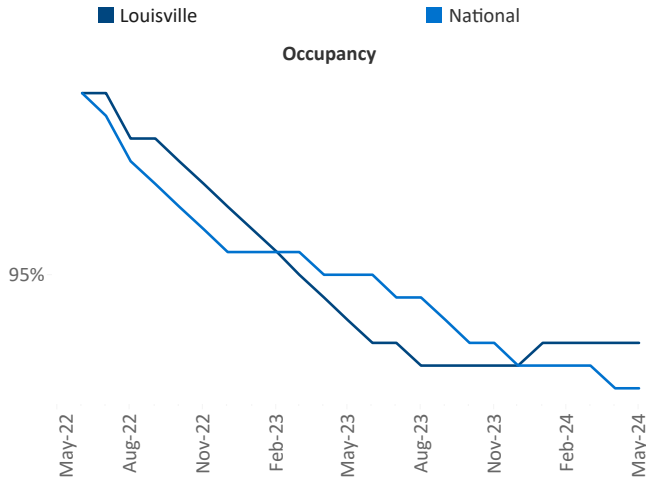 Louisville
National
Occupancy
95%
May-22
Aug-22
Nov-22
Feb-23
May-23
Aug-23
Nov-23
Feb-24
May-24